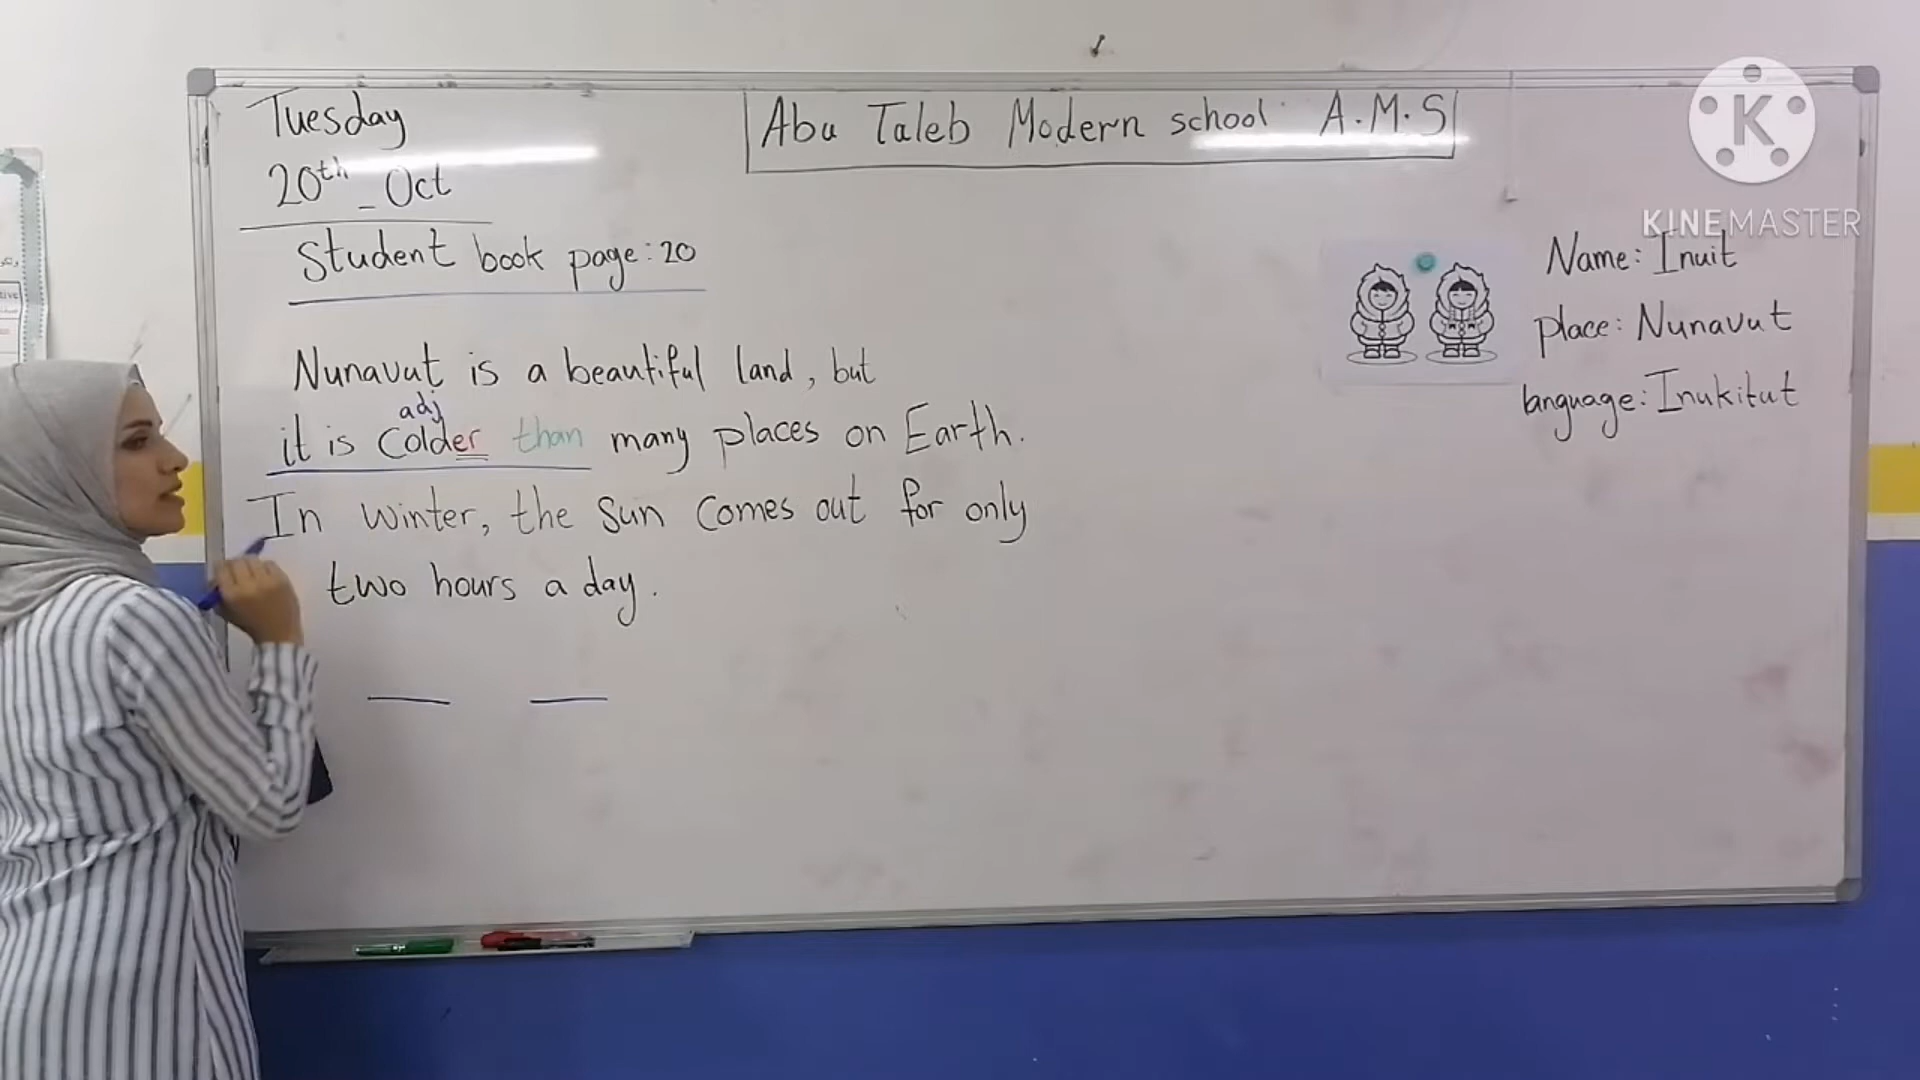 Tuesday
20th - Oct
Abu Taleb Modern school A.M.S
Student book page: 20
Nunavut is a beautiful land, but
adj
it is Colder than many places on Earth.
In winter, the sun comes out for only
two hours a day.
Name: Inuit
place: Nunavut
language: Inukitut
K
KINEMASTER